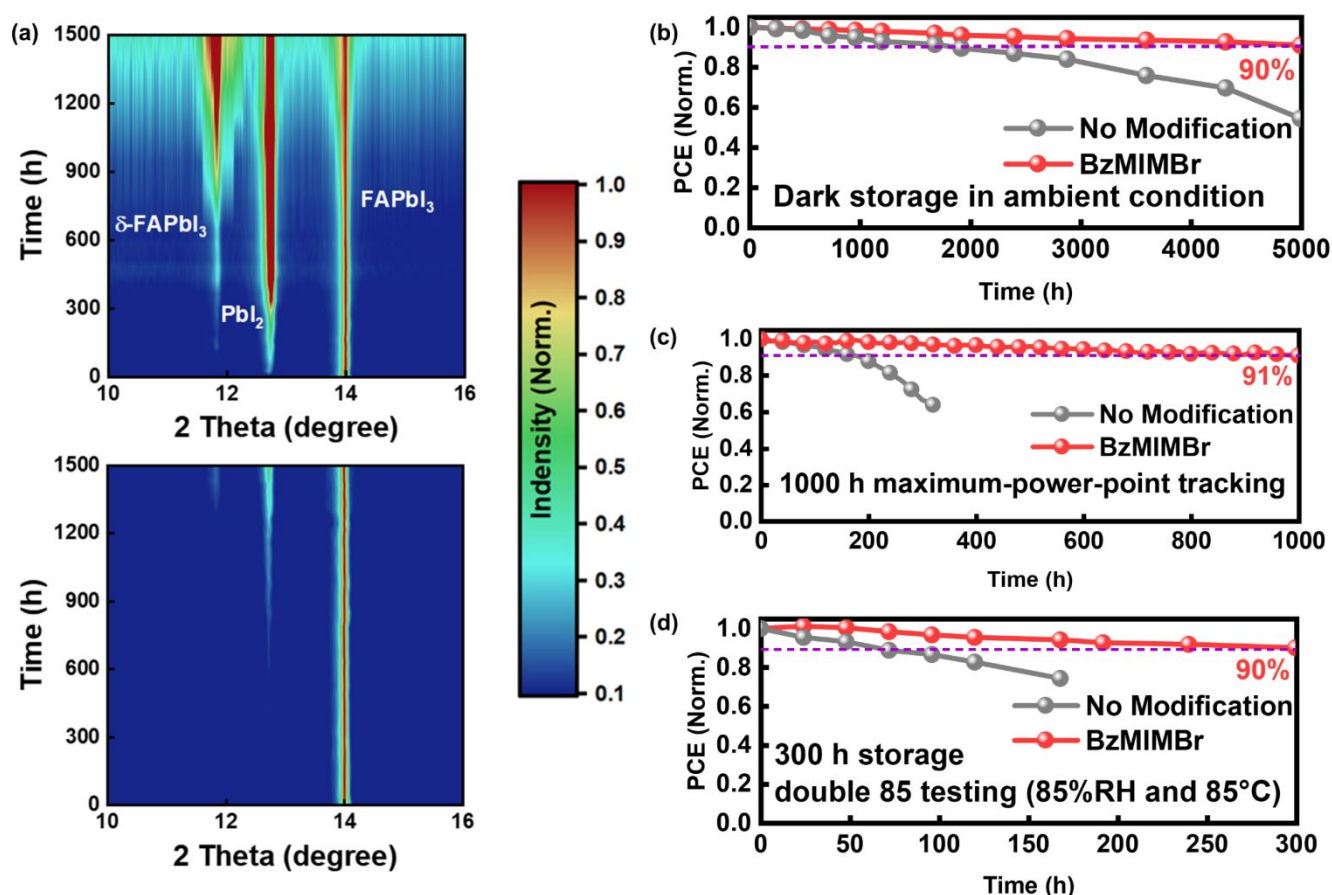 (a)
1500
1200
900
600
300
0
Time (h)
δ-FAPbI3
PbI2
FAPbI3
10 12 14 16
2 Theta (degree)
1500
1200
900
600
300
0
Time (h)
10 12 14 16
2 Theta (degree)
Indensity (Norm.)
1.0
0.9
0.8
0.7
0.6
0.5
0.4
0.3
0.2
0.1
(b)
PCE (Norm.)
1.0
0.8
0.6
0.4
0.2
0.0
90%
No Modification
BzMIMBr
Dark storage in ambient condition
0 1000 2000 3000 4000 5000
Time (h)
(c)
PCE (Norm.)
1.0
0.8
0.6
0.4
0.2
0.0
91%
No Modification
BzMIMBr
1000 h maximum-power-point tracking
0 200 400 600 800 1000
Time (h)
(d)
PCE (Norm.)
1.0
0.8
0.6
0.4
0.2
0.0
90%
No Modification
BzMIMBr
300 h storage
double 85 testing (85%RH and 85°C)
0 50 100 150 200 250 300
Time (h)